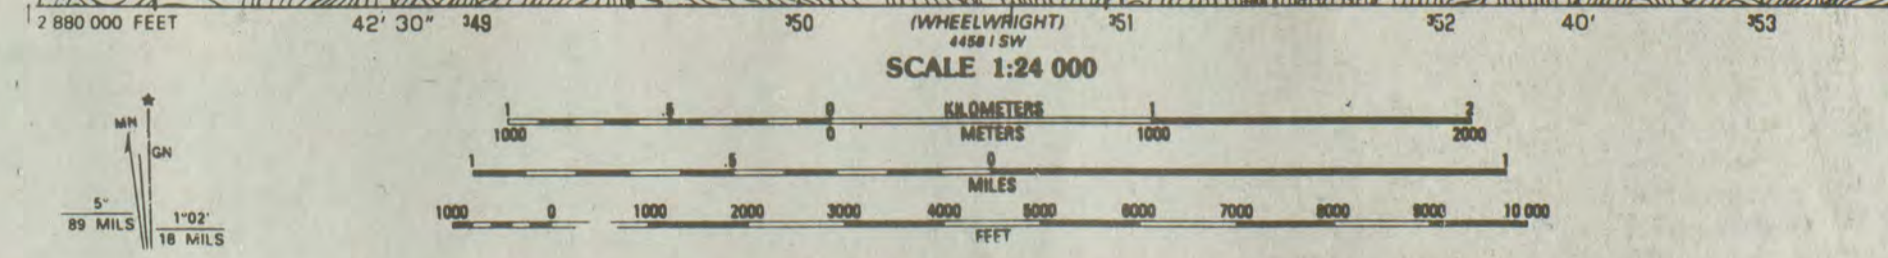 2 880 000 FEET 42' 30" ³49 ³50 (WHEELWRIGHT) ³51 ³52 40' ³53
4458 I SW
SCALE 1:24 000
1 .5 0 KILOMETERS 1 2
1000 0 METERS 1000 2000
1 .5 0 1
MILES
1000 0 1000 2000 3000 4000 5000 6000 7000 8000 9000 10 000
FEET
★
MN
GN
5°
89 MILS
1°02'
18 MILS